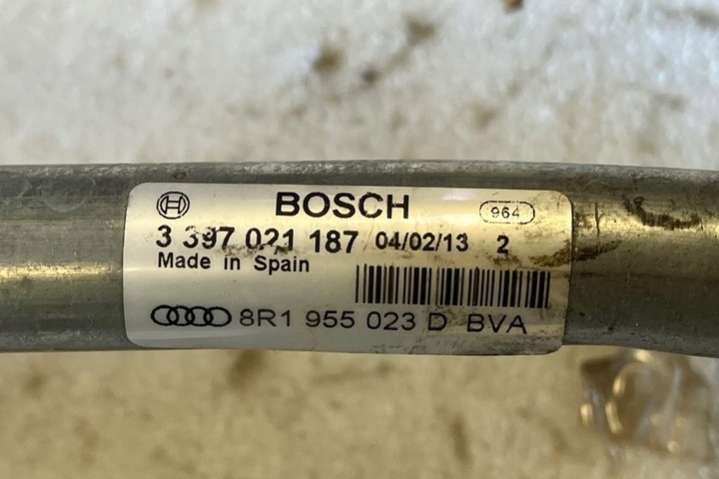 BOSCH 964
3 397 021 187 04/02/13 2
Made in Spain
8R1 955 023 D BVA